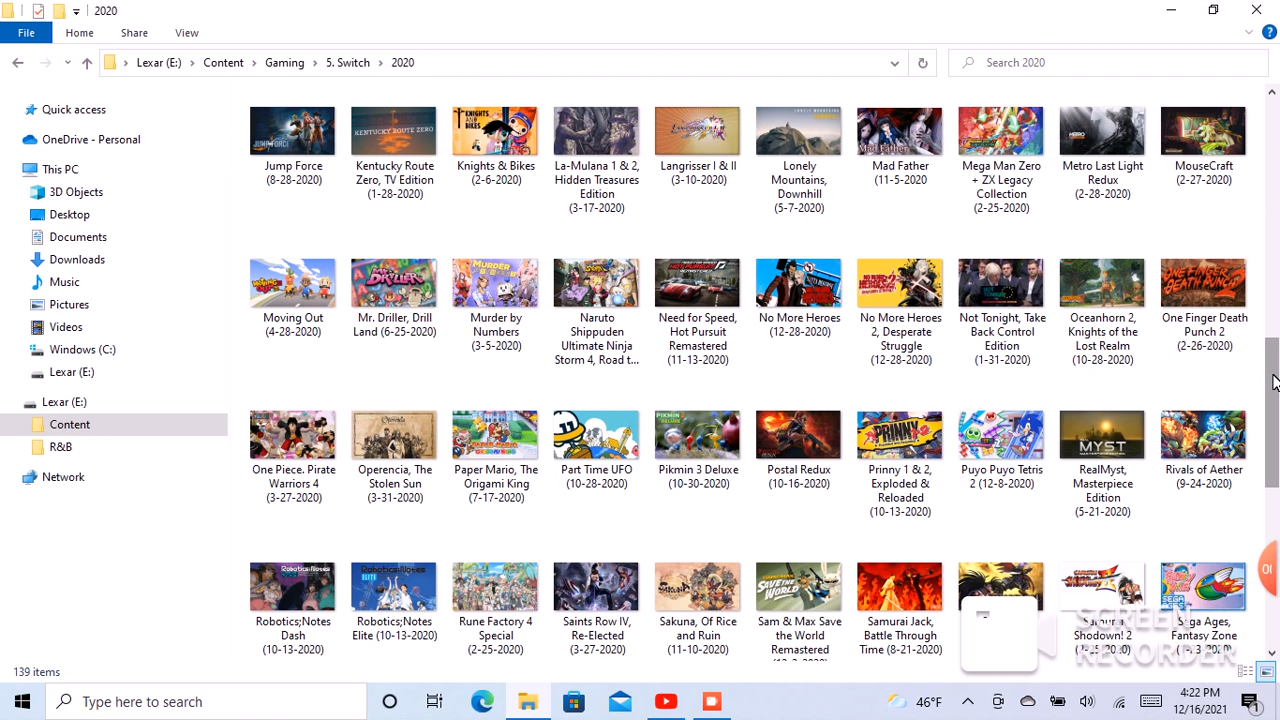 2020
File Home Share View
Lexar (E:) Content Gaming 5. Switch 2020
Search 2020
Quick access
OneDrive - Personal
This PC
3D Objects
Desktop
Documents
Downloads
Music
Pictures
Videos
Windows (C:)
Lexar (E:)
Lexar (E:)
Content
R&B
Network
Jump Force
(8-28-2020)
Kentucky Route
Zero, TV Edition
(1-28-2020)
Knights & Bikes
(2-6-2020)
La-Mulana 1 & 2,
Hidden Treasures
Edition
(3-17-2020)
Langrisser I & II
(3-10-2020)
Lonely
Mountains,
Downhill
(5-7-2020)
Mad Father
(11-5-2020
Mega Man Zero
+ ZX Legacy
Collection
(2-25-2020)
Metro Last Light
Redux
(2-28-2020)
MouseCraft
(2-27-2020)
Moving Out
(4-28-2020)
Mr. Driller, Drill
Land (6-25-2020)
Murder by
Numbers
(3-5-2020)
Naruto
Shippuden
Ultimate Ninja
Storm 4, Road t...
Need for Speed,
Hot Pursuit
Remastered
(11-13-2020)
No More Heroes
(12-28-2020)
No More Heroes
2, Desperate
Struggle
(12-28-2020)
Not Tonight, Take
Back Control
Edition
(1-31-2020)
Oceanhorn 2,
Knights of the
Lost Realm
(10-28-2020)
One Finger Death
Punch 2
(2-26-2020)
One Piece. Pirate
Warriors 4
(3-27-2020)
Operencia, The
Stolen Sun
(3-31-2020)
Paper Mario, The
Origami King
(7-17-2020)
Part Time UFO
(10-28-2020)
Pikmin 3 Deluxe
(10-30-2020)
Postal Redux
(10-16-2020)
Prinny 1 & 2,
Exploded &
Reloaded
(10-13-2020)
Puyo Puyo Tetris
2 (12-8-2020)
RealMyst,
Masterpiece
Edition
(5-21-2020)
Rivals of Aether
(9-24-2020)
Robotics;Notes
Dash
(10-13-2020)
Robotics;Notes
Elite (10-13-2020)
Rune Factory 4
Special
(2-25-2020)
Saints Row IV,
Re-Elected
(3-27-2020)
Sakuna, Of Rice
and Ruin
(11-10-2020)
Sam & Max Save
the World
Remastered
Samurai Jack,
Battle Through
Time (8-21-2020)
Shodown! 2
Sega Ages,
Fantasy Zone
SCREEN
RECORDER
139 items
Type here to search
46°F
4:22 PM
12/16/2021